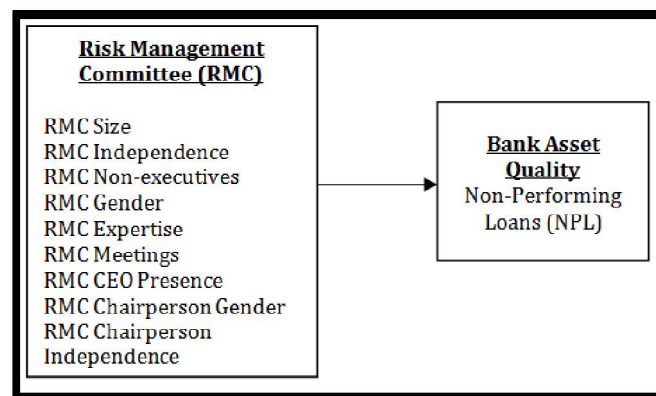 Risk Management
Committee (RMC)
RMC Size
RMC Independence
RMC Non-executives
RMC Gender
RMC Expertise
RMC Meetings
RMC CEO Presence
RMC Chairperson Gender
RMC Chairperson
Independence
Bank Asset
Quality
Non-Performing
Loans (NPL)